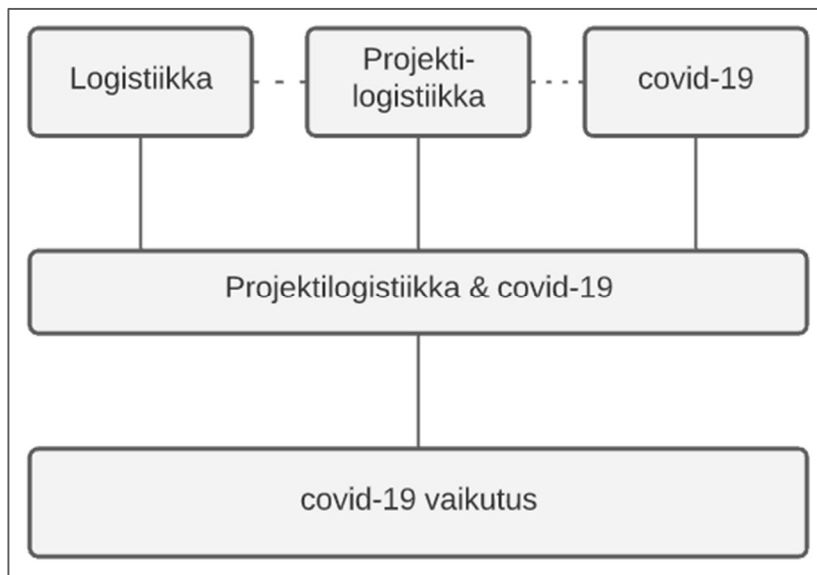 Logistiikka
Projekti-
logistiikka
covid-19
Projektilogistiikka & covid-19
covid-19 vaikutus